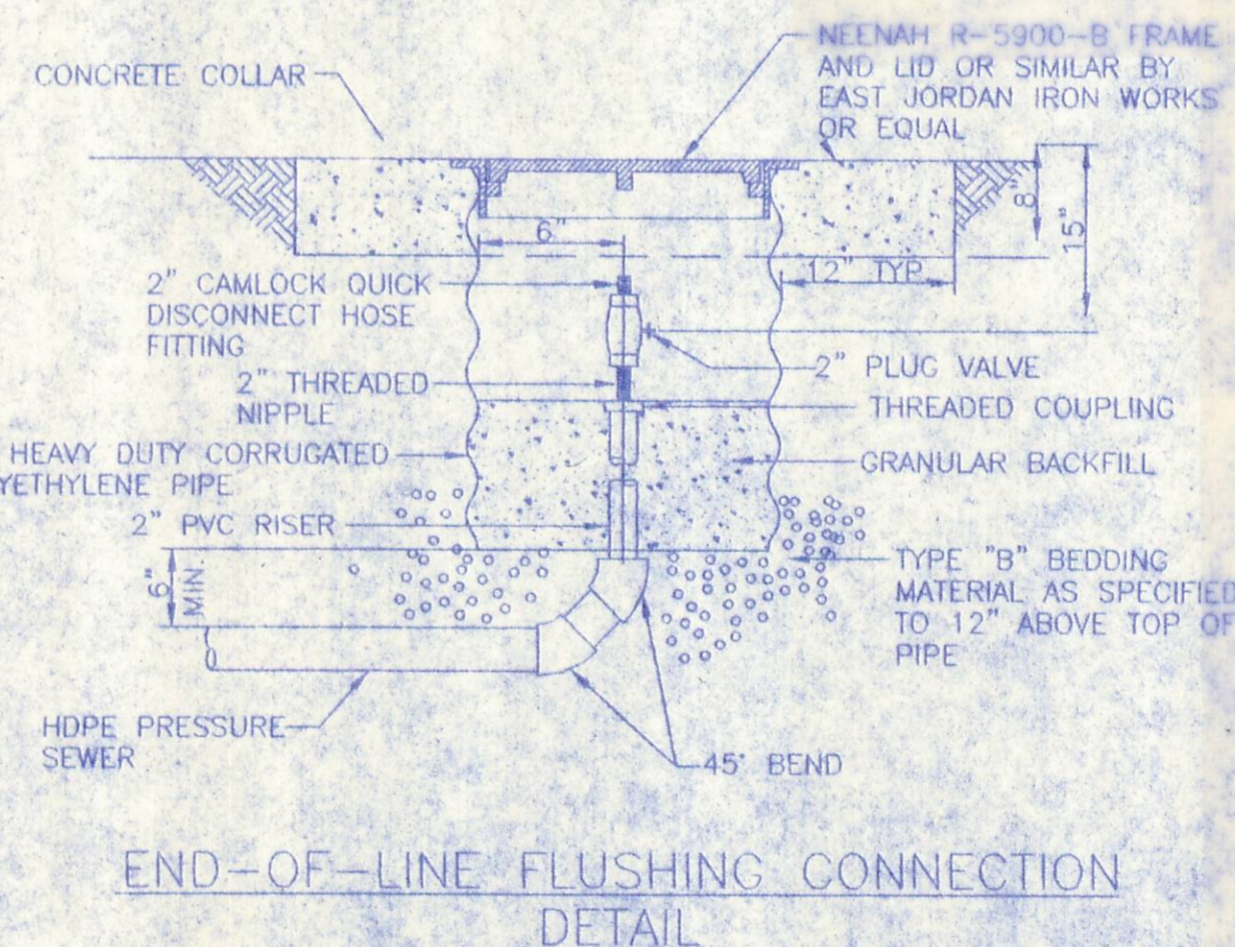 CONCRETE COLLAR
NEENAH R-5900-B FRAME
AND LID OR SIMILAR BY
EAST JORDAN IRON WORKS
OR EQUAL
8"
15"
6"
12" TYP.
2" CAMLOCK QUICK
DISCONNECT HOSE
FITTING
2" PLUG VALVE
2" THREADED
NIPPLE
THREADED COUPLING
HEAVY DUTY CORRUGATED
YETHYLENE PIPE
GRANULAR BACKFILL
2" PVC RISER
6"
MIN.
TYPE "B" BEDDING
MATERIAL AS SPECIFIED
TO 12" ABOVE TOP OF
PIPE
HDPE PRESSURE
SEWER
45° BEND
END-OF-LINE FLUSHING CONNECTION
DETAIL